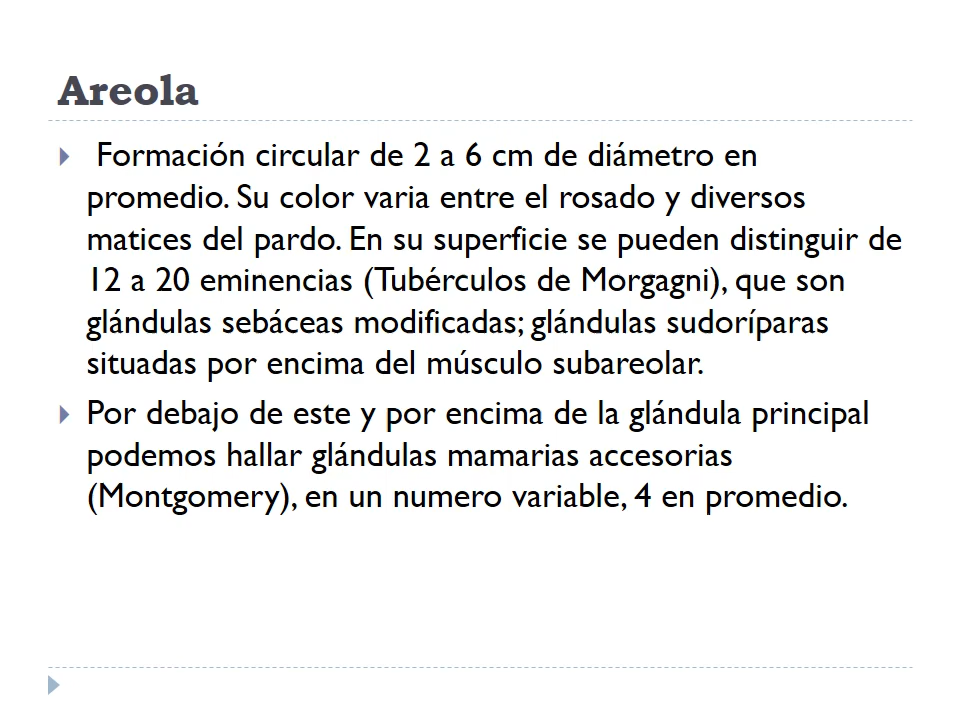 Areola
Formación circular de 2 a 6 cm de diámetro en
promedio. Su color varia entre el rosado y diversos
matices del pardo. En su superficie se pueden distinguir de
12 a 20 eminencias (Tubérculos de Morgagni), que son
glándulas sebáceas modificadas; glándulas sudoríparas
situadas por encima del músculo subareolar.
Por debajo de este y por encima de la glándula principal
podemos hallar glándulas mamarias accesorias
(Montgomery), en un numero variable, 4 en promedio.